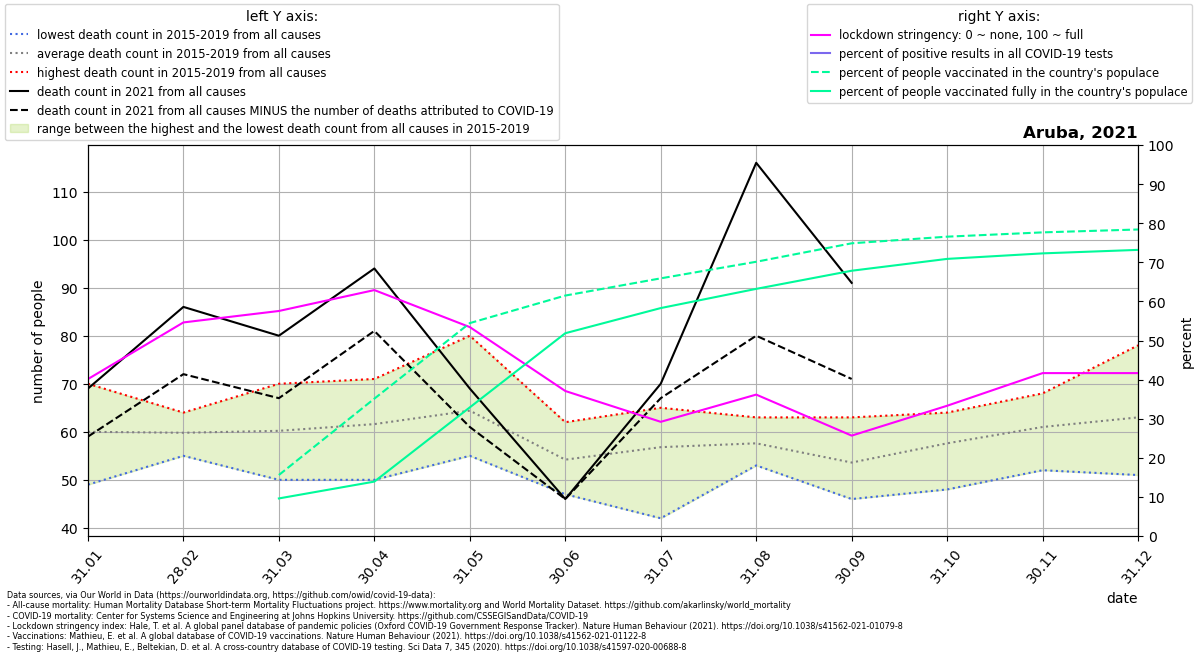 left Y axis:
lowest death count in 2015-2019 from all causes
average death count in 2015-2019 from all causes
highest death count in 2015-2019 from all causes
death count in 2021 from all causes
death count in 2021 from all causes MINUS the number of deaths attributed to COVID-19
range between the highest and the lowest death count from all causes in 2015-2019
right Y axis:
lockdown stringency: 0 ~ none, 100 ~ full
percent of positive results in all COVID-19 tests
percent of people vaccinated in the country's populace
percent of people vaccinated fully in the country's populace
Aruba, 2021
number of people
110
100
90
80
70
60
50
40
100
90
80
70
60
50
40
30
20
10
0
percent
31.01
28.02
31.03
30.04
31.05
30.06
31.07
31.08
30.09
31.10
30.11
31.12
date
Data sources, via Our World in Data (https://ourworldindata.org, https://github.com/owid/covid-19-data):
- All-cause mortality: Human Mortality Database Short-term Mortality Fluctuations project. https://www.mortality.org and World Mortality Dataset. https://github.com/akarlinsky/world_mortality
- COVID-19 mortality: Center for Systems Science and Engineering at Johns Hopkins University. https://github.com/CSSEGISandData/COVID-19
- Lockdown stringency index: Hale, T. et al. A global panel database of pandemic policies (Oxford COVID-19 Government Response Tracker). Nature Human Behaviour (2021). https://doi.org/10.1038/s41562-021-01079-8
- Vaccinations: Mathieu, E. et al. A global database of COVID-19 vaccinations. Nature Human Behaviour (2021). https://doi.org/10.1038/s41562-021-01122-8
- Testing: Hasell, J., Mathieu, E., Beltekian, D. et al. A cross-country database of COVID-19 testing. Sci Data 7, 345 (2020). https://doi.org/10.1038/s41597-020-00688-8